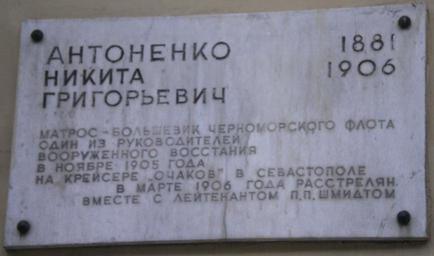 АНТОНЕНКО 1881
НИКИТА 1906
ГРИГОРЬЕВИЧ
МАТРОС-БОЛЬШЕВИК ЧЕРНОМОРСКОГО ФЛОТА
ОДИН ИЗ РУКОВОДИТЕЛЕЙ
ВООРУЖЕННОГО ВОССТАНИЯ
В НОЯБРЕ 1905 ГОДА
НА КРЕЙСЕРЕ „ОЧАКОВ" В СЕВАСТОПОЛЕ
В МАРТЕ 1906 ГОДА РАССТРЕЛЯН
ВМЕСТЕ С ЛЕЙТЕНАНТОМ П.П.ШМИДТОМ